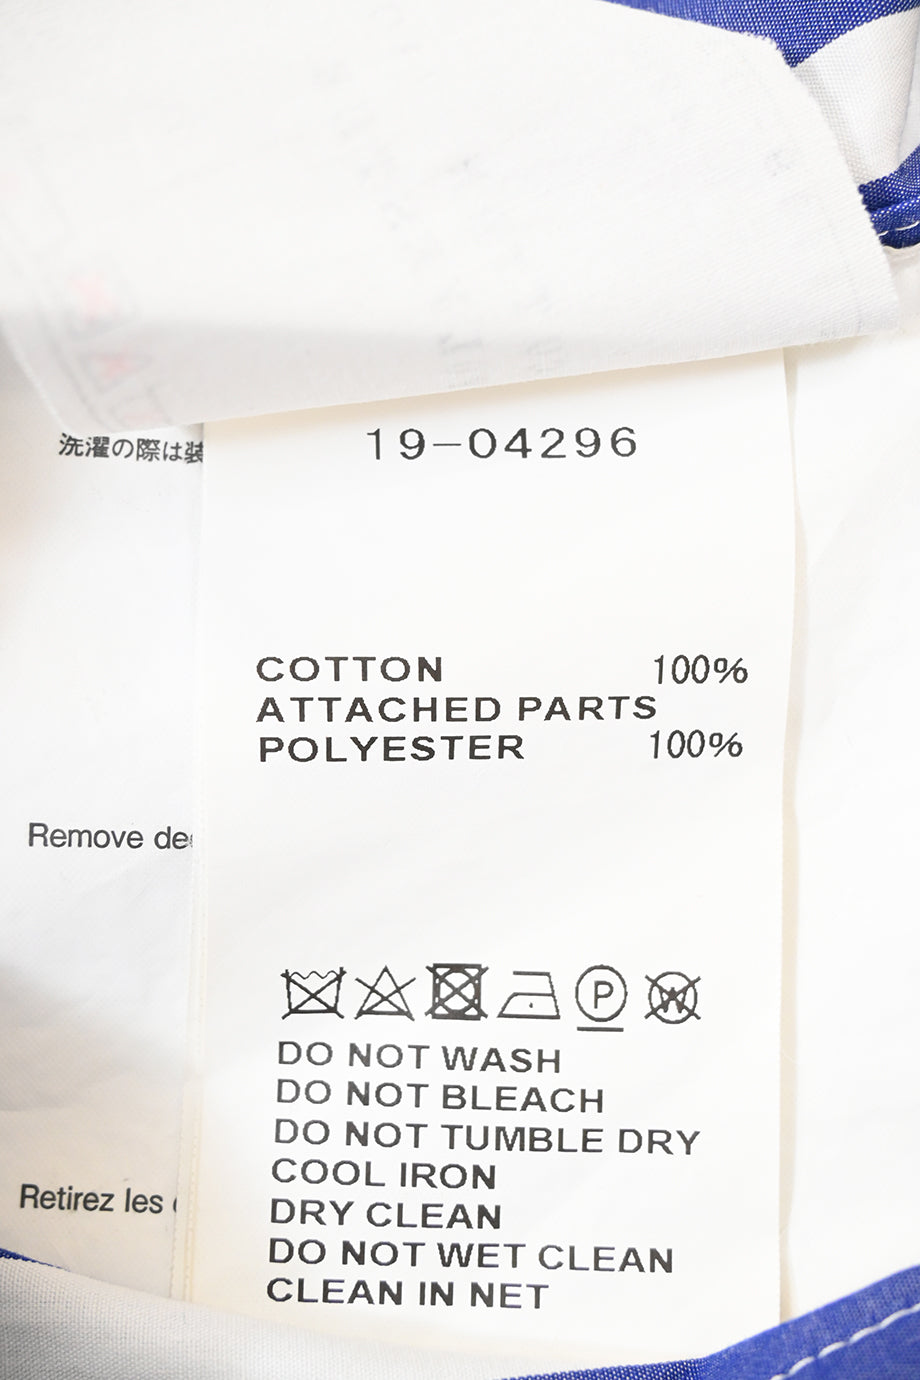 洗濯の際は装
19-04296
COTTON 100%
ATTACHED PARTS
POLYESTER 100%
Remove
P
W
DO NOT WASH
DO NOT BLEACH
DO NOT TUMBLE DRY
COOL IRON
Retirez les
DRY CLEAN
DO NOT WET CLEAN
CLEAN IN NET